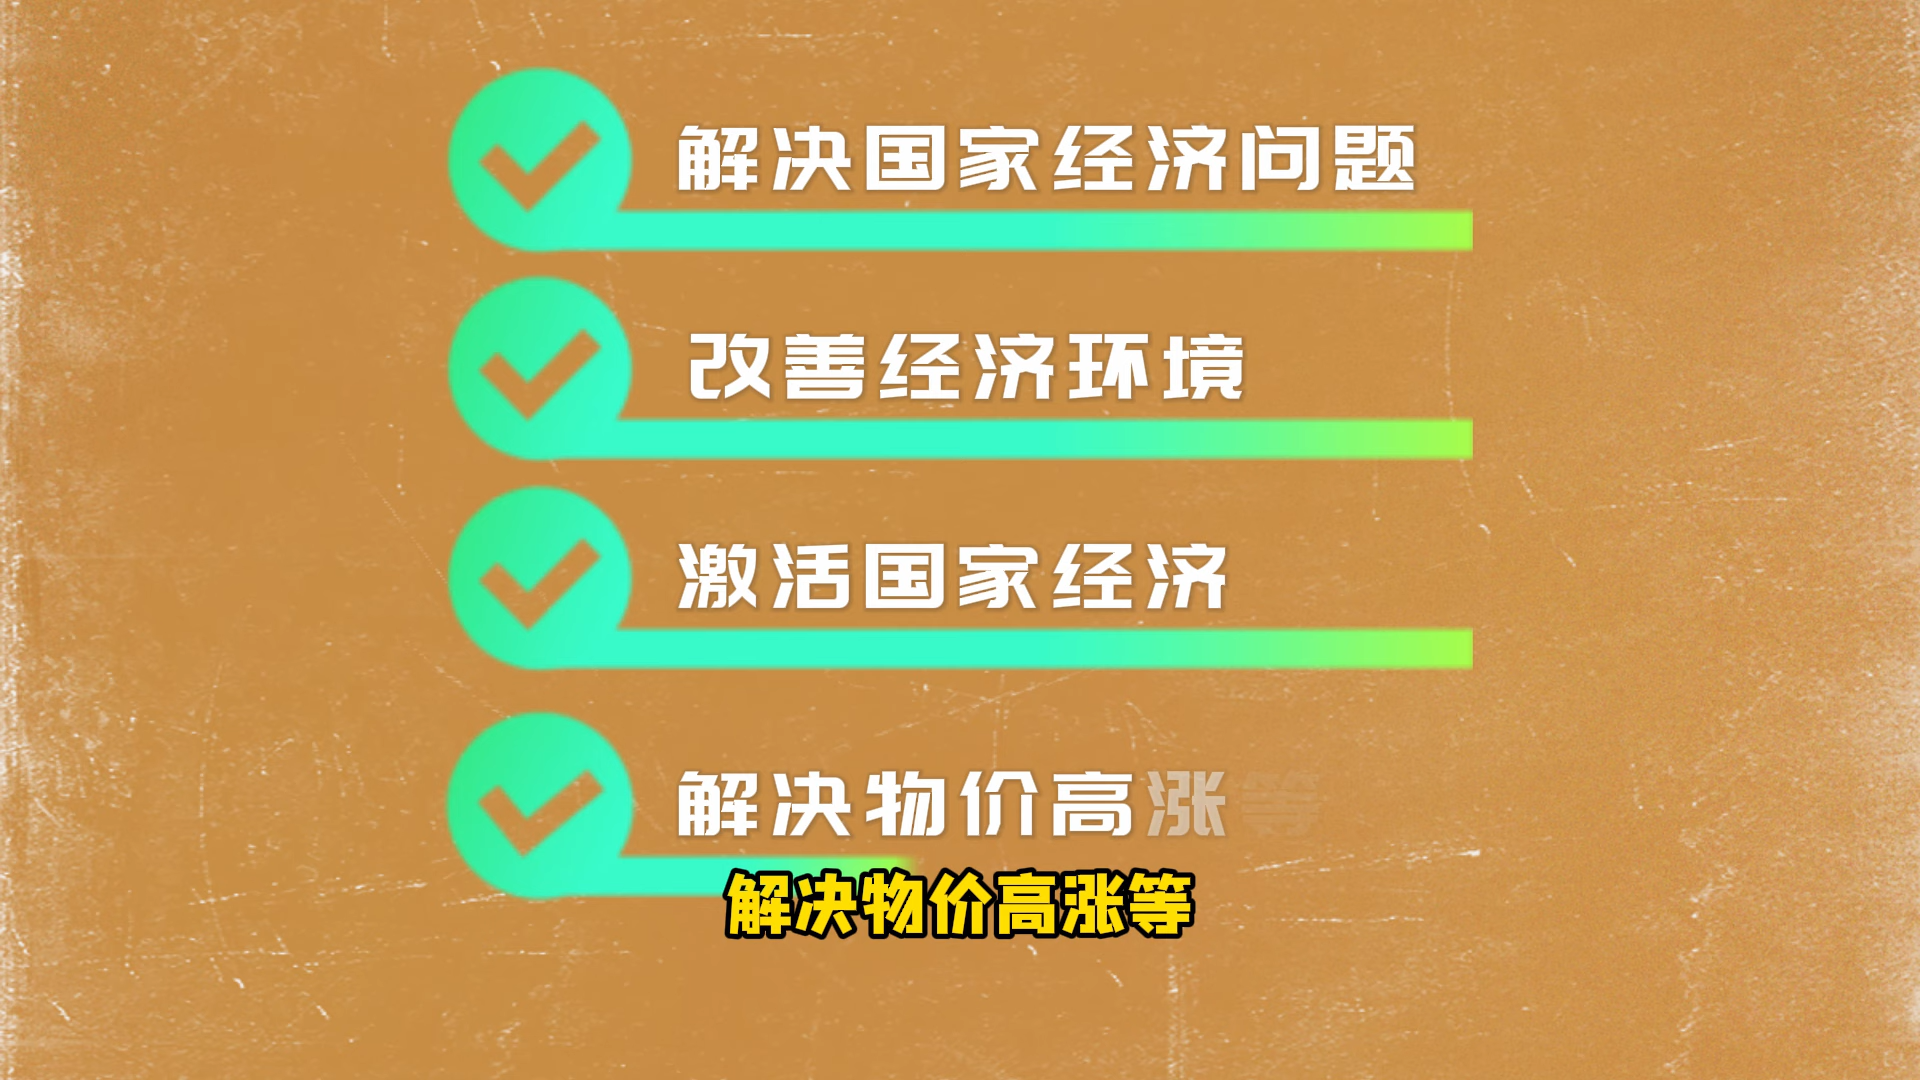 解决国家经济问题
改善经济环境
激活国家经济
解决物价高涨等
解决物价高涨等